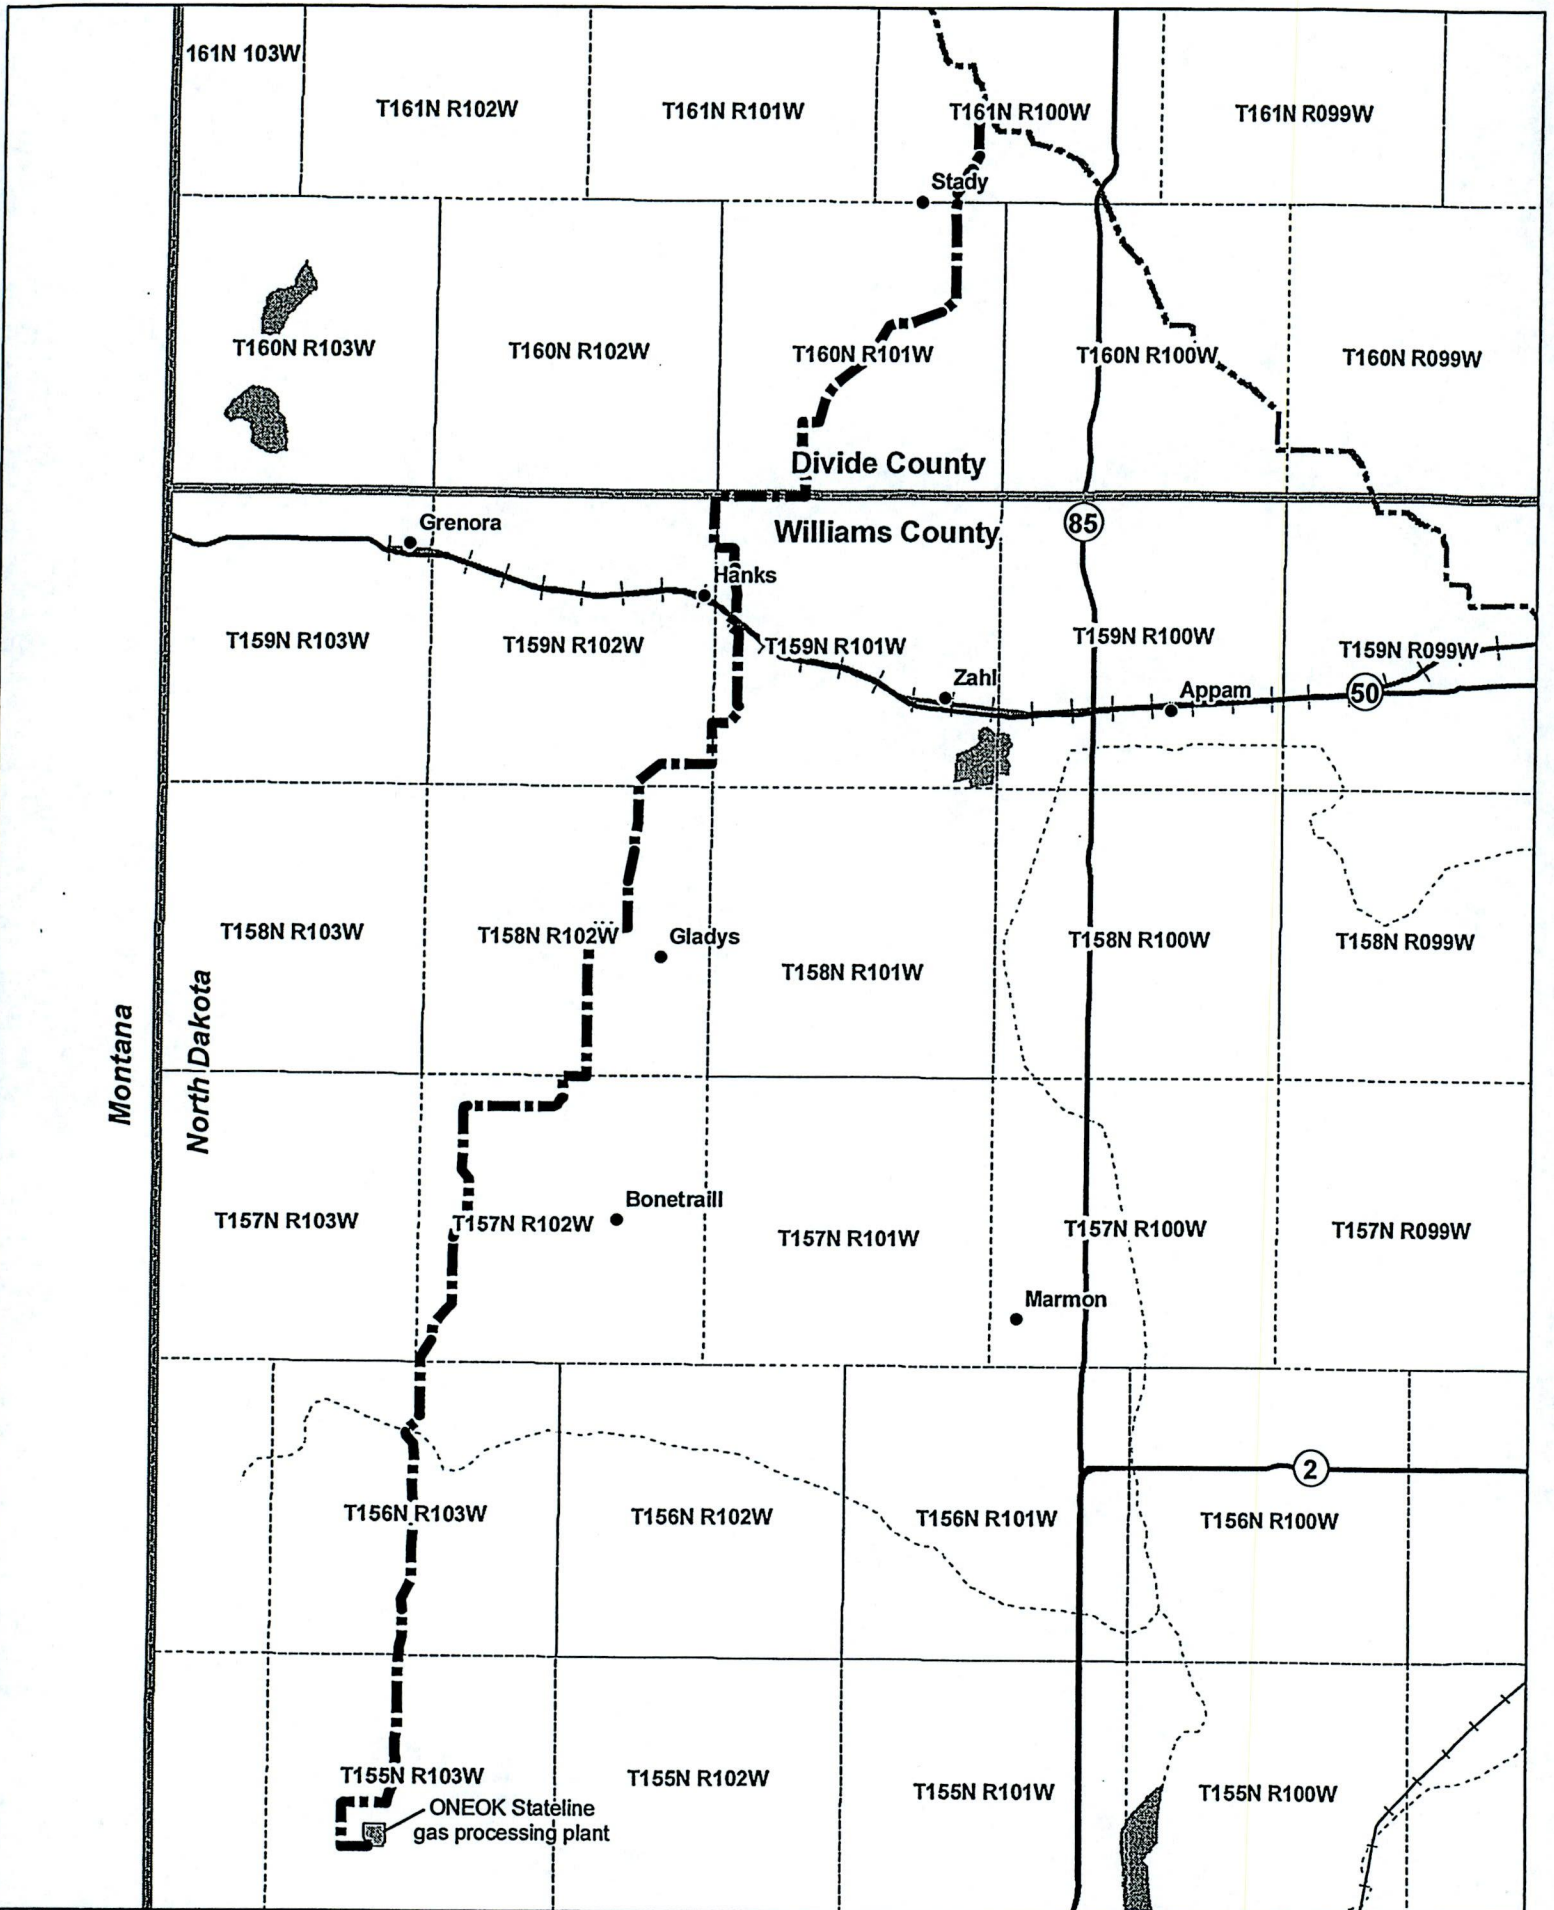 161N 103W
T161N R102W
T161N R101W
T161N R100W
T161N R099W
Stady
T160N R103W
T160N R102W
T160N R101W
T160N R100W
T160N R099W
Divide County
Williams County
85
Grenora
Hanks
T159N R103W
T159N R102W
T159N R101W
T159N R100W
T159N R099W
Zahl
Appam
50
T158N R103W
T158N R102W
Gladys
T158N R101W
T158N R100W
T158N R099W
Montana
North Dakota
T157N R103W
T157N R102W
Bonetraill
T157N R101W
T157N R100W
T157N R099W
Marmon
2
T156N R103W
T156N R102W
T156N R101W
T156N R100W
T155N R103W
T155N R102W
T155N R101W
T155N R100W
ONEOK Stateline
gas processing plant